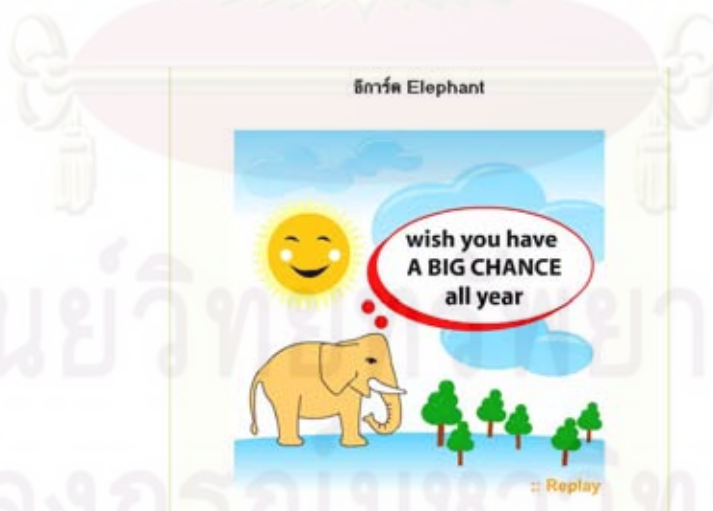 อีการ์ด Elephant
wish you have
A BIG CHANCE
all year
:: Replay